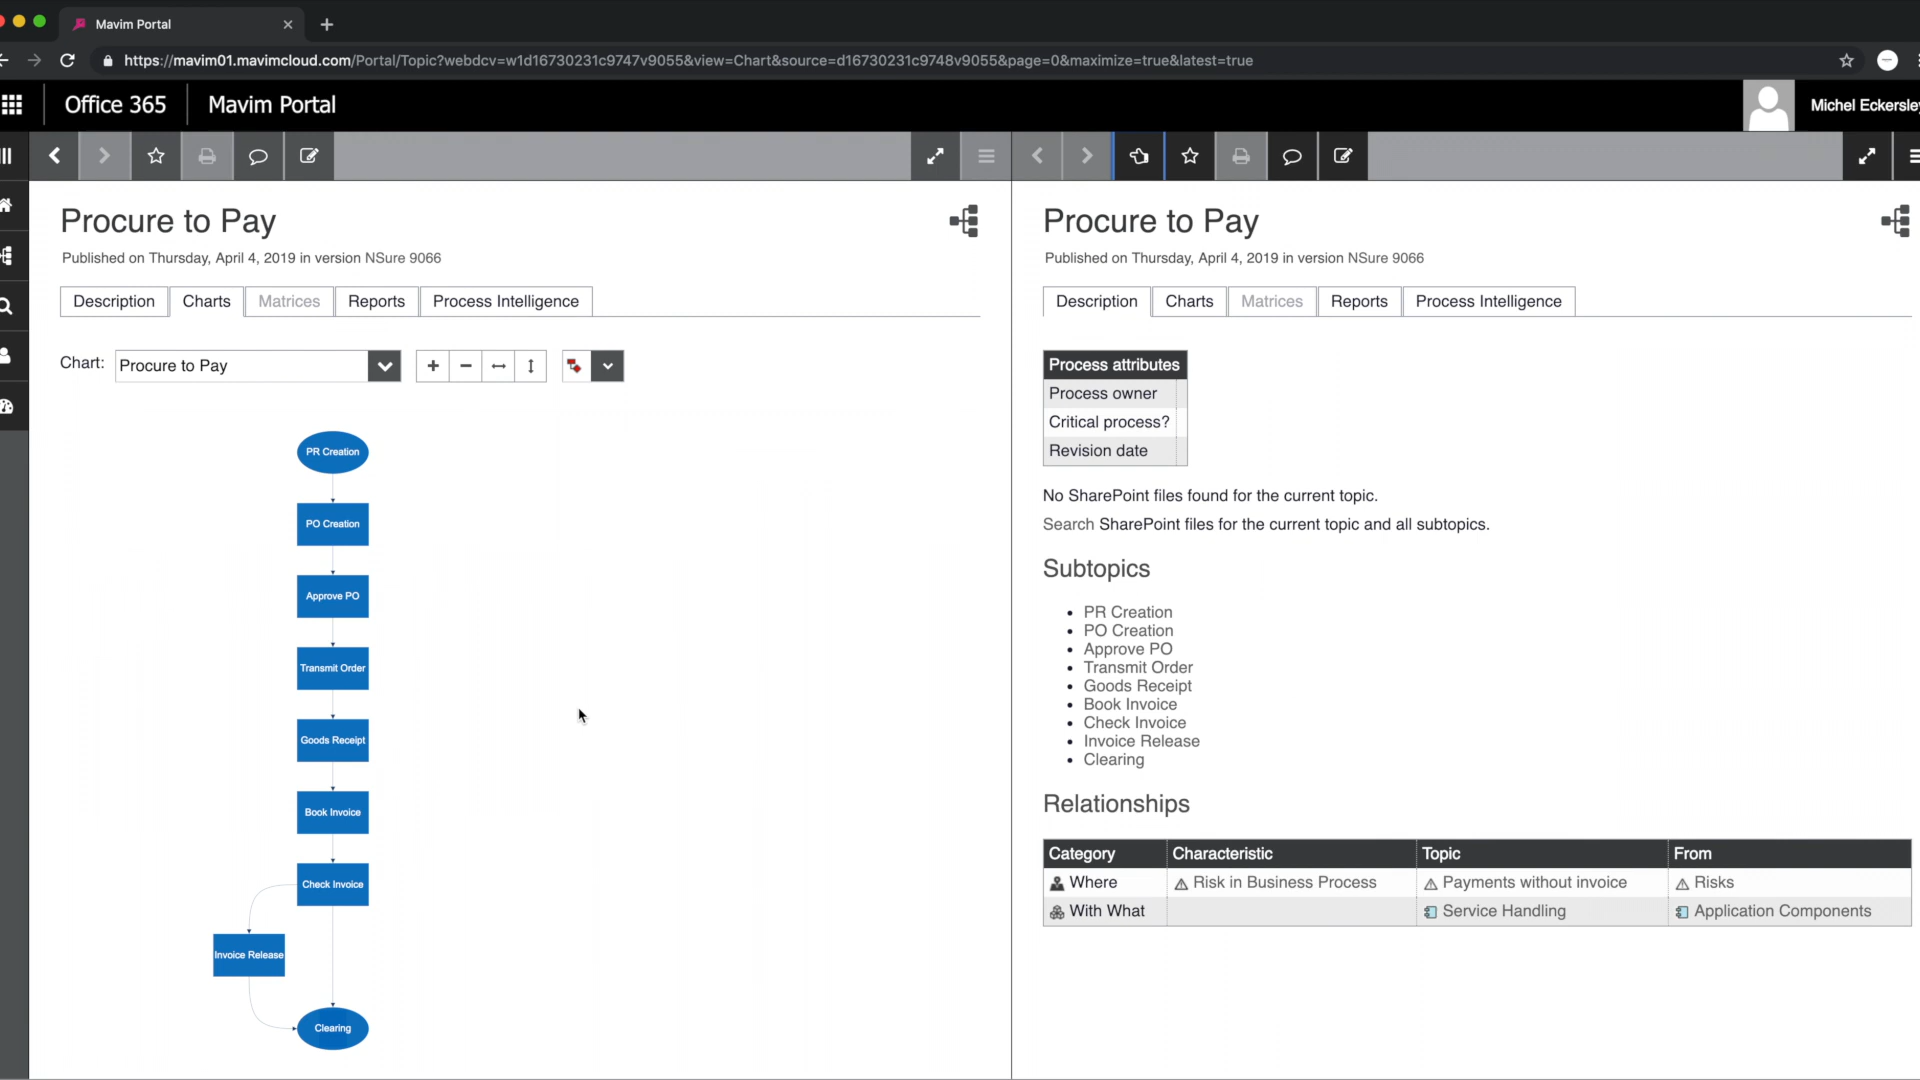 Mavim Portal
https://mavim01.mavimcloud.com/Portal/Topic?webdcv=w1d16730231c9747v9055&view=Chart&source=d16730231c9748v9055&page=0&maximize=true&latest=true
Office 365 Mavim Portal Michel Eckersley
Procure to Pay
Published on Thursday, April 4, 2019 in version NSure 9066
Description Charts Matrices Reports Process Intelligence
Chart: Procure to Pay
PR Creation
PO Creation
Approve PO
Transmit Order
Goods Receipt
Book Invoice
Check Invoice
Invoice Release
Clearing
Procure to Pay
Published on Thursday, April 4, 2019 in version NSure 9066
Description Charts Matrices Reports Process Intelligence
Process attributes
Process owner
Critical process?
Revision date
No SharePoint files found for the current topic.
Search SharePoint files for the current topic and all subtopics.
Subtopics
• PR Creation
• PO Creation
• Approve PO
• Transmit Order
• Goods Receipt
• Book Invoice
• Check Invoice
• Invoice Release
• Clearing
Relationships
Category Characteristic Topic From
Where Risk in Business Process Payments without invoice Risks
With What Service Handling Application Components